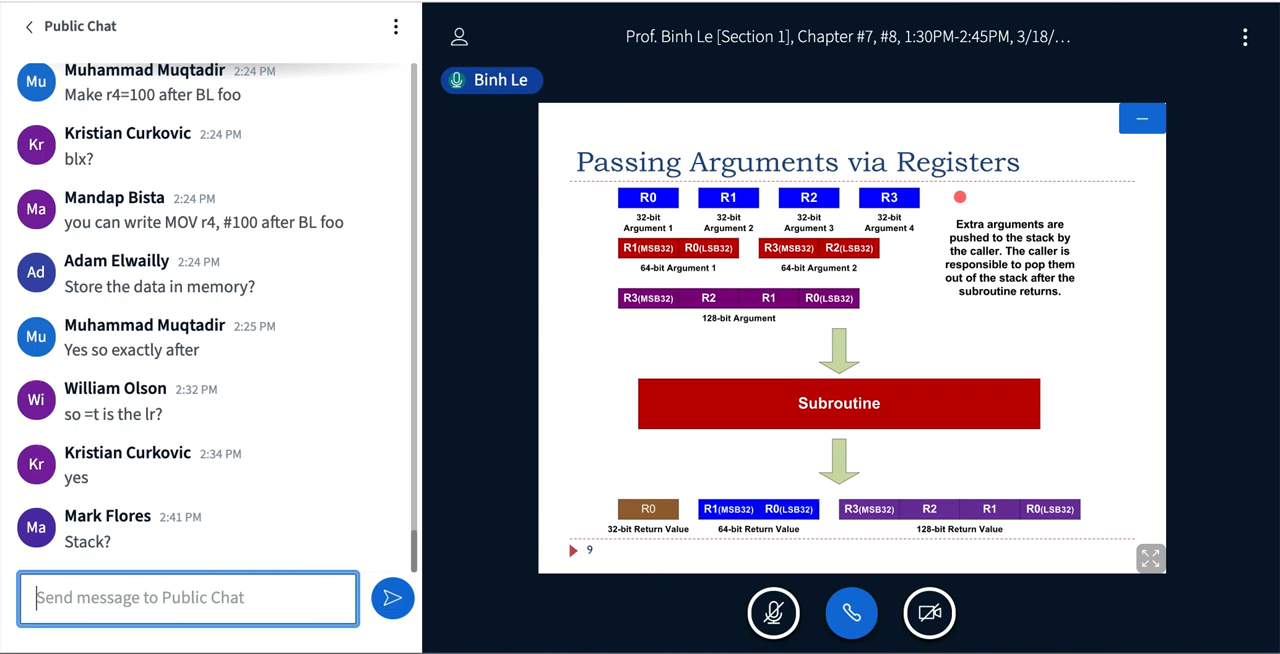 Public Chat
Mu
Muhammad Muqtadir 2:24 PM
Make r4=100 after BL foo
Kr
Kristian Curkovic 2:24 PM
blx?
Ma
Mandap Bista 2:24 PM
you can write MOV r4, #100 after BL foo
Ad
Adam Elwailly 2:24 PM
Store the data in memory?
Mu
Muhammad Muqtadir 2:25 PM
Yes so exactly after
Wi
William Olson 2:32 PM
so =t is the lr?
Kr
Kristian Curkovic 2:34 PM
yes
Ma
Mark Flores 2:41 PM
Stack?
Send message to Public Chat
Prof. Binh Le [Section 1], Chapter #7, #8, 1:30PM-2:45PM, 3/18/…
Binh Le
Passing Arguments via Registers
R0 R1 R2 R3
32-bit Argument 1
32-bit Argument 2
32-bit Argument 3
32-bit Argument 4
R1(MSB32) R0(LSB32) R3(MSB32) R2(LSB32)
64-bit Argument 1 64-bit Argument 2
R3(MSB32) R2 R1 R0(LSB32)
128-bit Argument
Extra arguments are
pushed to the stack by
the caller. The caller is
responsible to pop them
out of the stack after the
subroutine returns.
Subroutine
R0 R1(MSB32) R0(LSB32) R3(MSB32) R2 R1 R0(LSB32)
32-bit Return Value 64-bit Return Value 128-bit Return Value
9